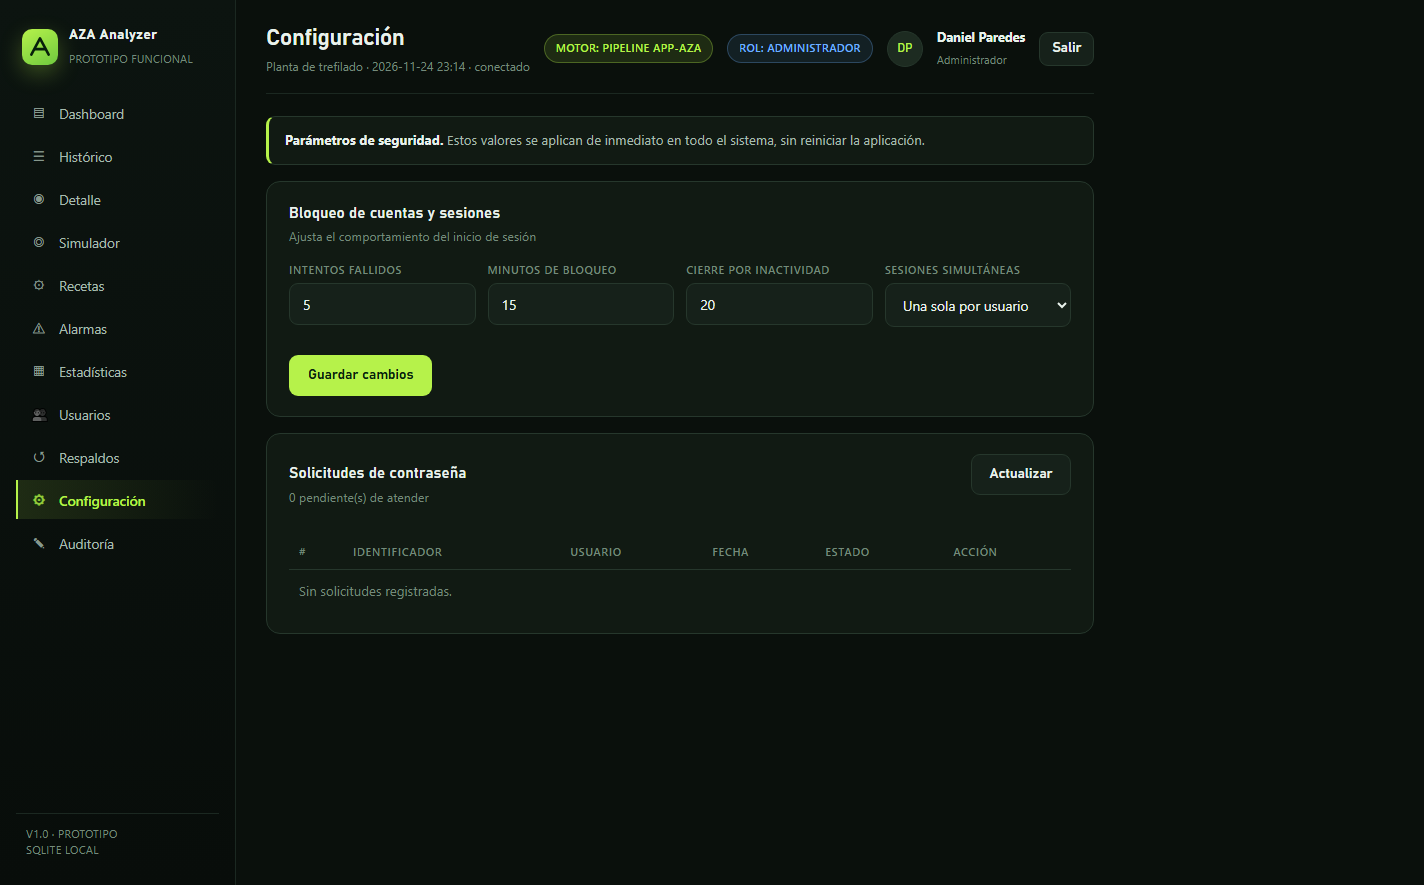 AZA Analyzer
PROTOTIPO FUNCIONAL
Dashboard
Histórico
Detalle
Simulador
Recetas
Alarmas
Estadísticas
Usuarios
Respaldos
Configuración
Auditoría
V1.0 · PROTOTIPO
SQLITE LOCAL
Configuración
Planta de trefilado · 2026-11-24 23:14 · conectado
MOTOR: PIPELINE APP-AZA
ROL: ADMINISTRADOR
DP
Daniel Paredes
Administrador
Salir
Parámetros de seguridad. Estos valores se aplican de inmediato en todo el sistema, sin reiniciar la aplicación.
Bloqueo de cuentas y sesiones
Ajusta el comportamiento del inicio de sesión
INTENTOS FALLIDOS MINUTOS DE BLOQUEO CIERRE POR INACTIVIDAD SESIONES SIMULTÁNEAS
5 15 20 Una sola por usuario
Guardar cambios
Solicitudes de contraseña
0 pendiente(s) de atender
Actualizar
# IDENTIFICADOR USUARIO FECHA ESTADO ACCIÓN
Sin solicitudes registradas.